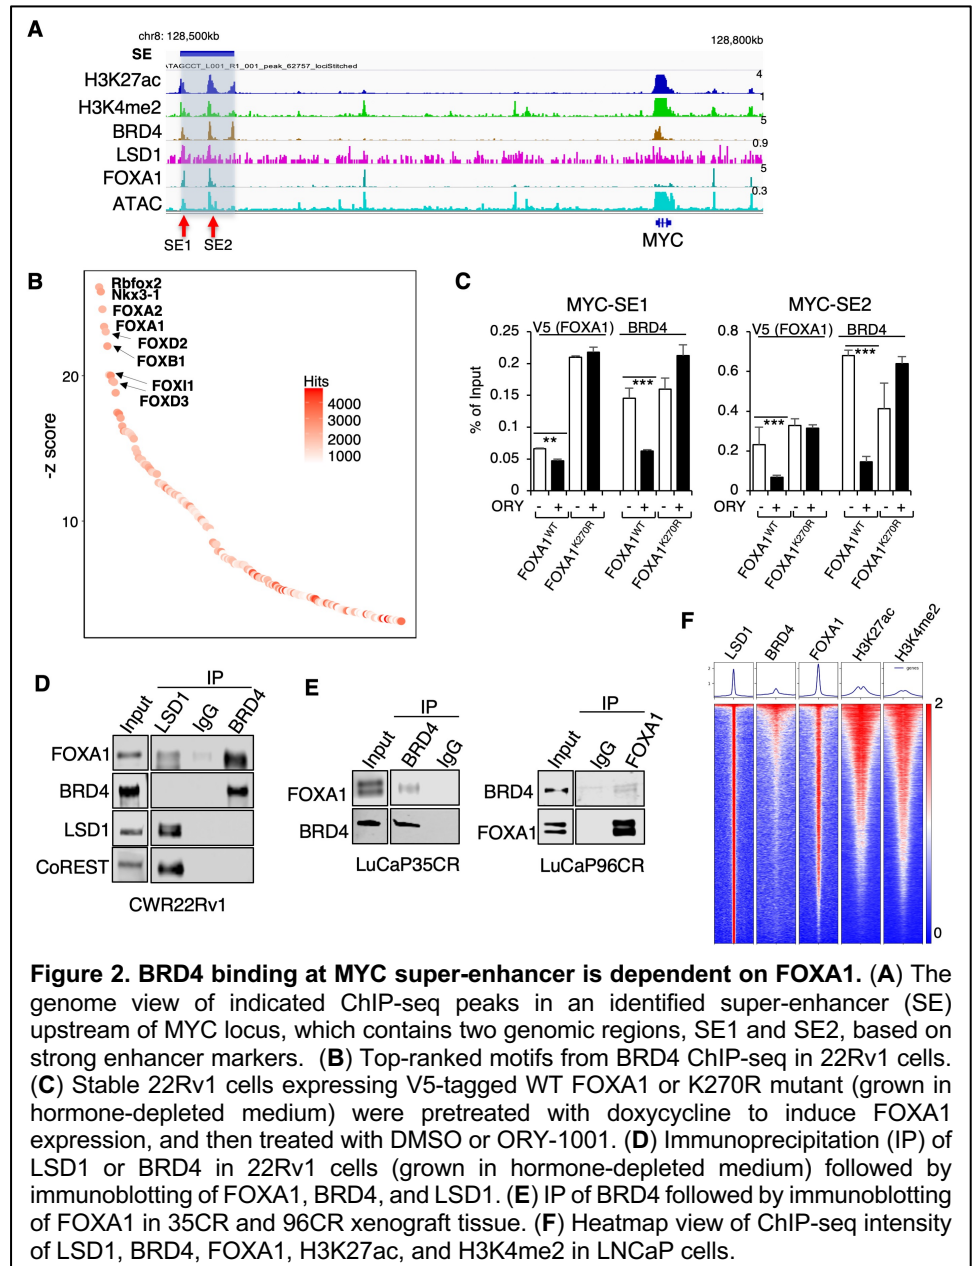 A
chr8: 128,500kb
128,800kb
SE
ATAGCCT_L001_R1_001_peak_62757_lociStitched
H3K27ac
4
H3K4me2
1
BRD4
5
LSD1
0.9
FOXA1
5
ATAC
0.3
SE1 SE2
MYC
B
Rbfox2
Nkx3-1
FOXA2
FOXA1
FOXD2
FOXB1
FOXI1
FOXD3
20
10
-z score
Hits
4000
3000
2000
1000
C
MYC-SE1
V5 (FOXA1) BRD4
% of Input
0.25
0.2
0.15
0.1
0.05
0
**
***
ORY - + - + - + - +
FOXA1WT
FOXA1K270R
FOXA1WT
FOXA1K270R
MYC-SE2
V5 (FOXA1) BRD4
0.8
0.6
0.4
0.2
0
***
***
ORY - + - + - + - +
FOXA1WT
FOXA1K270R
FOXA1WT
FOXA1K270R
D
IP
Input LSD1 IgG BRD4
FOXA1
BRD4
LSD1
CoREST
CWR22Rv1
E
IP
Input BRD4 IgG
FOXA1
BRD4
LuCaP35CR
IP
Input IgG FOXA1
BRD4
FOXA1
LuCaP96CR
F
LSD1 BRD4 FOXA1 H3K27ac H3K4me2
2
1
genes
2
0
Figure 2. BRD4 binding at MYC super-enhancer is dependent on FOXA1. (A) The
genome view of indicated ChIP-seq peaks in an identified super-enhancer (SE)
upstream of MYC locus, which contains two genomic regions, SE1 and SE2, based on
strong enhancer markers. (B) Top-ranked motifs from BRD4 ChIP-seq in 22Rv1 cells.
(C) Stable 22Rv1 cells expressing V5-tagged WT FOXA1 or K270R mutant (grown in
hormone-depleted medium) were pretreated with doxycycline to induce FOXA1
expression, and then treated with DMSO or ORY-1001. (D) Immunoprecipitation (IP) of
LSD1 or BRD4 in 22Rv1 cells (grown in hormone-depleted medium) followed by
immunoblotting of FOXA1, BRD4, and LSD1. (E) IP of BRD4 followed by immunoblotting
of FOXA1 in 35CR and 96CR xenograft tissue. (F) Heatmap view of ChIP-seq intensity
of LSD1, BRD4, FOXA1, H3K27ac, and H3K4me2 in LNCaP cells.